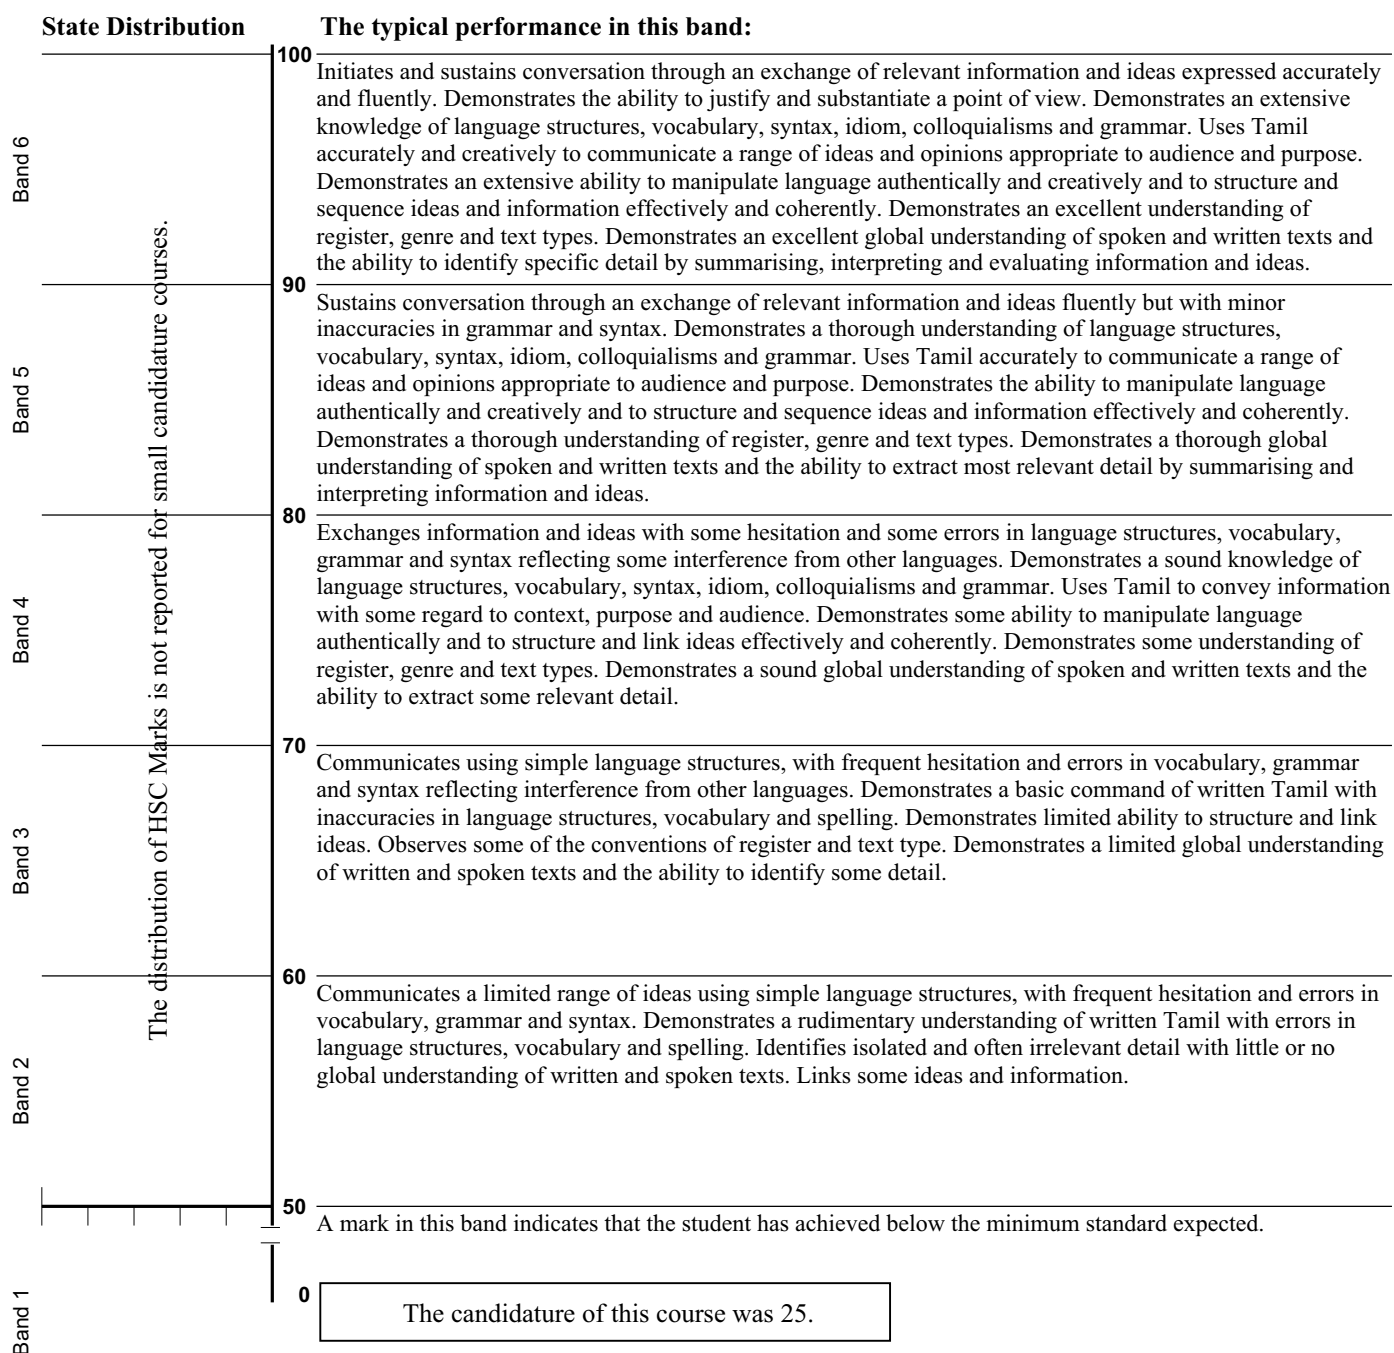 State Distribution
The typical performance in this band:
100
Band 6
Initiates and sustains conversation through an exchange of relevant information and ideas expressed accurately
and fluently. Demonstrates the ability to justify and substantiate a point of view. Demonstrates an extensive
knowledge of language structures, vocabulary, syntax, idiom, colloquialisms and grammar. Uses Tamil
accurately and creatively to communicate a range of ideas and opinions appropriate to audience and purpose.
Demonstrates an extensive ability to manipulate language authentically and creatively and to structure and
sequence ideas and information effectively and coherently. Demonstrates an excellent understanding of
register, genre and text types. Demonstrates an excellent global understanding of spoken and written texts and
the ability to identify specific detail by summarising, interpreting and evaluating information and ideas.
90
Band 5
Sustains conversation through an exchange of relevant information and ideas fluently but with minor
inaccuracies in grammar and syntax. Demonstrates a thorough understanding of language structures,
vocabulary, syntax, idiom, colloquialisms and grammar. Uses Tamil accurately to communicate a range of
ideas and opinions appropriate to audience and purpose. Demonstrates the ability to manipulate language
authentically and creatively and to structure and sequence ideas and information effectively and coherently.
Demonstrates a thorough understanding of register, genre and text types. Demonstrates a thorough global
understanding of spoken and written texts and the ability to extract most relevant detail by summarising and
interpreting information and ideas.
80
Band 4
Exchanges information and ideas with some hesitation and some errors in language structures, vocabulary,
grammar and syntax reflecting some interference from other languages. Demonstrates a sound knowledge of
language structures, vocabulary, syntax, idiom, colloquialisms and grammar. Uses Tamil to convey information
with some regard to context, purpose and audience. Demonstrates some ability to manipulate language
authentically and to structure and link ideas effectively and coherently. Demonstrates some understanding of
register, genre and text types. Demonstrates a sound global understanding of spoken and written texts and the
ability to extract some relevant detail.
70
Band 3
Communicates using simple language structures, with frequent hesitation and errors in vocabulary, grammar
and syntax reflecting interference from other languages. Demonstrates a basic command of written Tamil with
inaccuracies in language structures, vocabulary and spelling. Demonstrates limited ability to structure and link
ideas. Observes some of the conventions of register and text type. Demonstrates a limited global understanding
of written and spoken texts and the ability to identify some detail.
60
Band 2
Communicates a limited range of ideas using simple language structures, with frequent hesitation and errors in
vocabulary, grammar and syntax. Demonstrates a rudimentary understanding of written Tamil with errors in
language structures, vocabulary and spelling. Identifies isolated and often irrelevant detail with little or no
global understanding of written and spoken texts. Links some ideas and information.
50
Band 1
A mark in this band indicates that the student has achieved below the minimum standard expected.
0
The candidature of this course was 25.
The distribution of HSC Marks is not reported for small candidature courses.